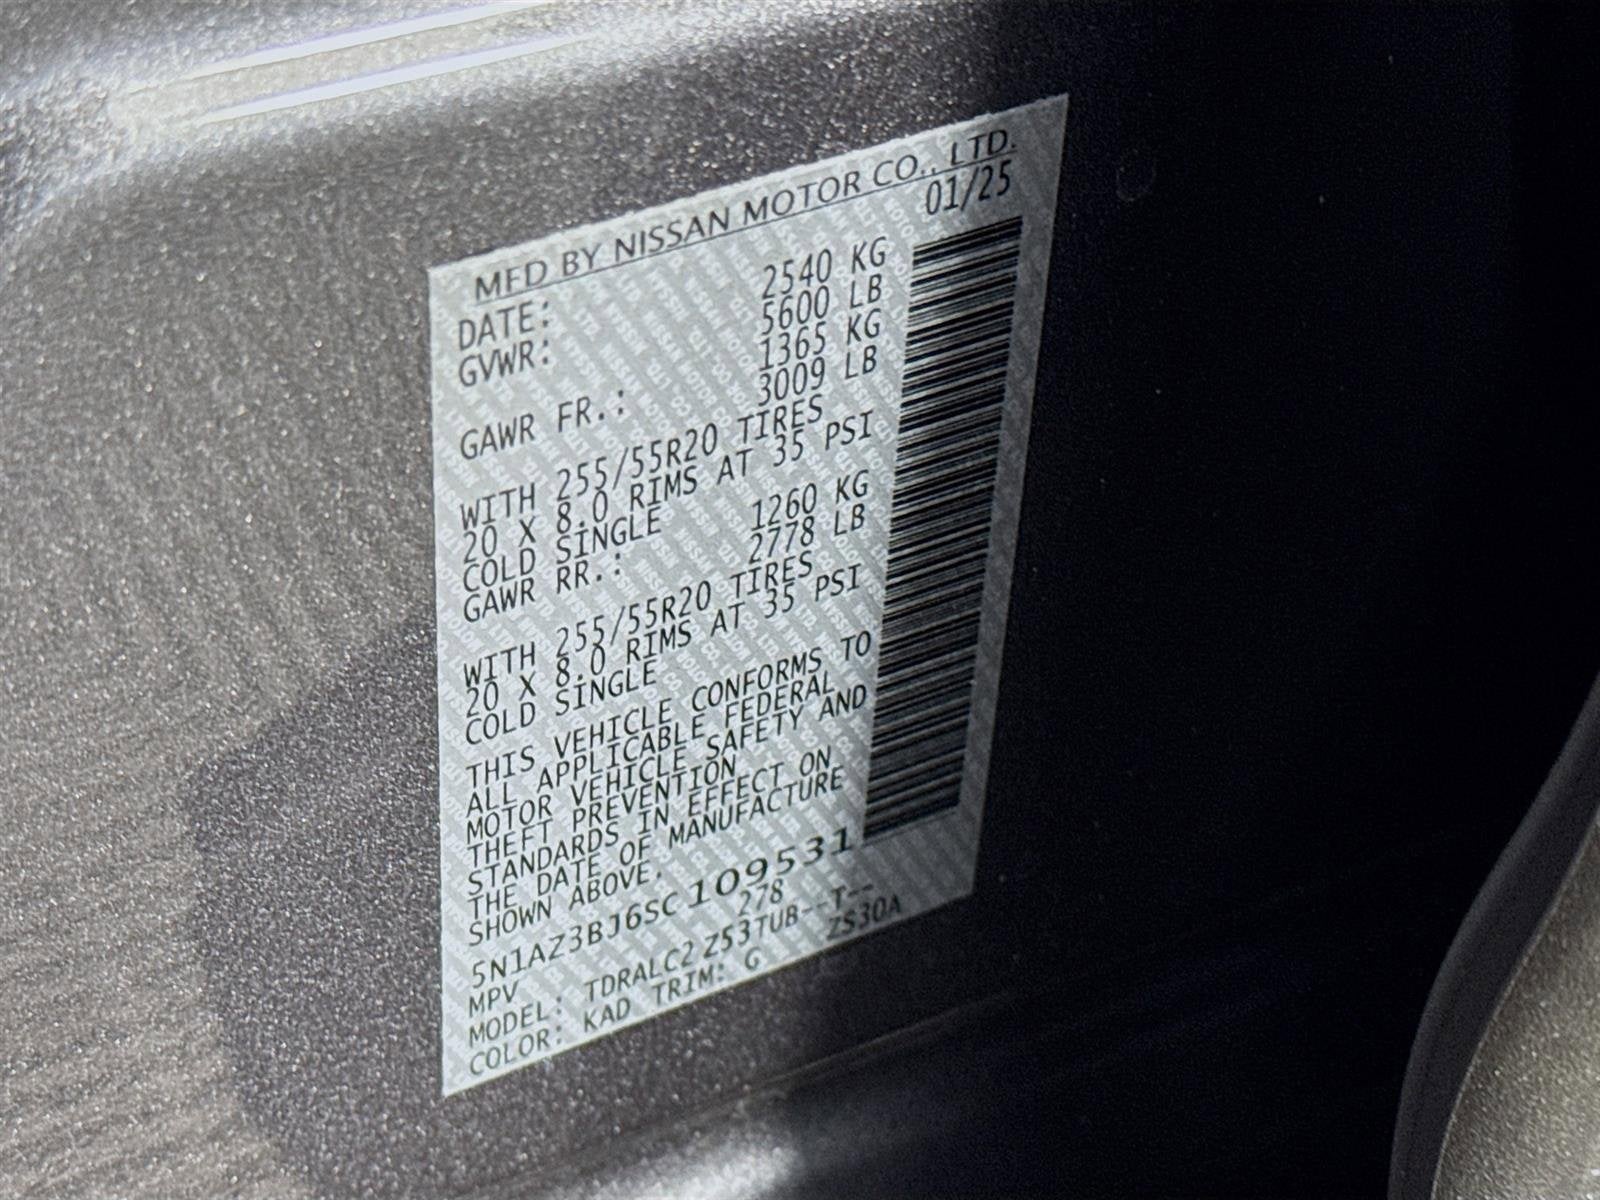 MFD BY NISSAN MOTOR CO., LTD.
DATE: 01/25
GVWR: 2540 KG
5600 LB
GAWR FR.: 1365 KG
3009 LB
WITH 255/55R20 TIRES
20 X 8.0 RIMS AT 35 PSI
COLD SINGLE
GAWR RR.: 1260 KG
2778 LB
WITH 255/55R20 TIRES
20 X 8.0 RIMS AT 35 PSI
COLD SINGLE
THIS VEHICLE CONFORMS TO
ALL APPLICABLE FEDERAL
MOTOR VEHICLE SAFETY AND
THEFT PREVENTION
STANDARDS IN EFFECT ON
THE DATE OF MANUFACTURE
SHOWN ABOVE.
5N1AZ3BJ6SC109531
MPV 278
MODEL: TDRALC2 Z53TUB--T--
COLOR: KAD TRIM: G ZS30A